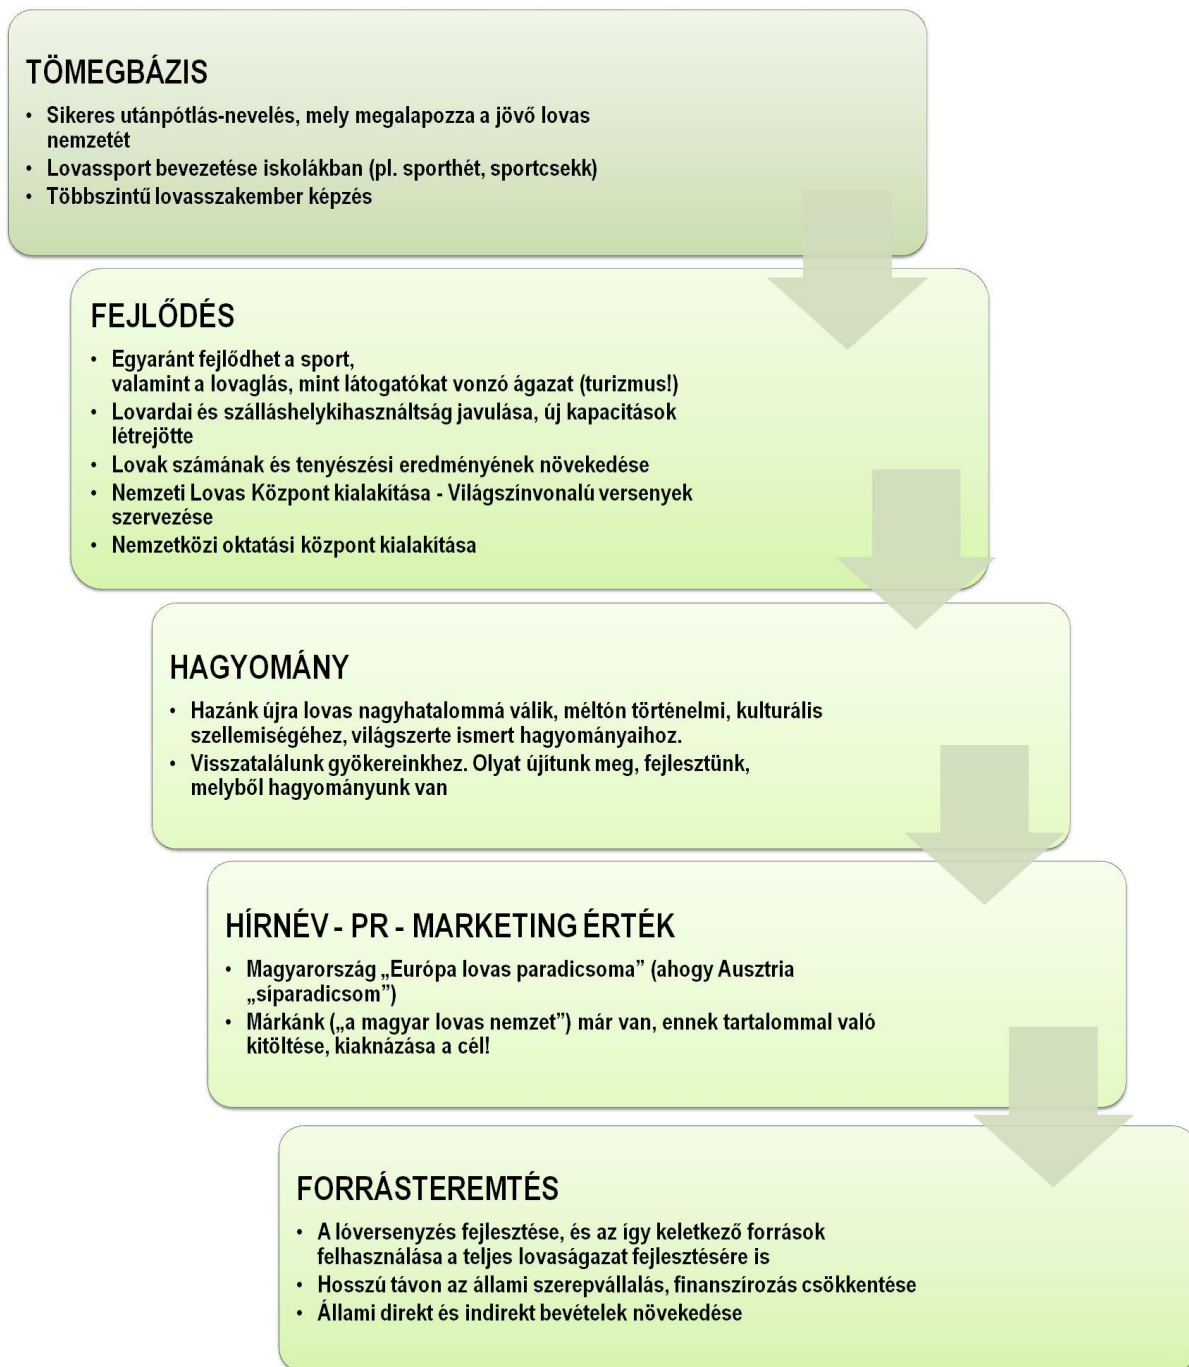 TÖMEGBÁZIS
• Sikeres utánpótlás-nevelés, mely megalapozza a jövő lovas
nemzetét
• Lovassport bevezetése iskolákban (pl. sporthét, sportcsekk)
• Többszintű lovasszakember képzés
FEJLŐDÉS
• Egyaránt fejlődhet a sport,
valamint a lovaglás, mint látogatókat vonzó ágazat (turizmus!)
• Lovardai és szálláshelykihasználtság javulása, új kapacitások
létrejötte
• Lovak számának és tenyészési eredményének növekedése
• Nemzeti Lovas Központ kialakítása - Világszínvonalú versenyek
szervezése
• Nemzetközi oktatási központ kialakítása
HAGYOMÁNY
• Hazánk újra lovas nagyhatalommá válik, méltón történelmi, kulturális
szellemiségéhez, világszerte ismert hagyományaihoz.
• Visszatalálunk gyökereinkhez. Olyat újítunk meg, fejlesztünk,
melyből hagyományunk van
HÍRNÉV - PR - MARKETING ÉRTÉK
• Magyarország „Európa lovas paradicsoma” (ahogy Ausztria
„síparadicsom”)
• Márkánk („a magyar lovas nemzet”) már van, ennek tartalommal való
kitöltése, kiaknázása a cél!
FORRÁSTEREMTÉS
• A lóversenyzés fejlesztése, és az így keletkező források
felhasználása a teljes lovaságazat fejlesztésére is
• Hosszú távon az állami szerepvállalás, finanszírozás csökkentése
• Állami direkt és indirekt bevételek növekedése